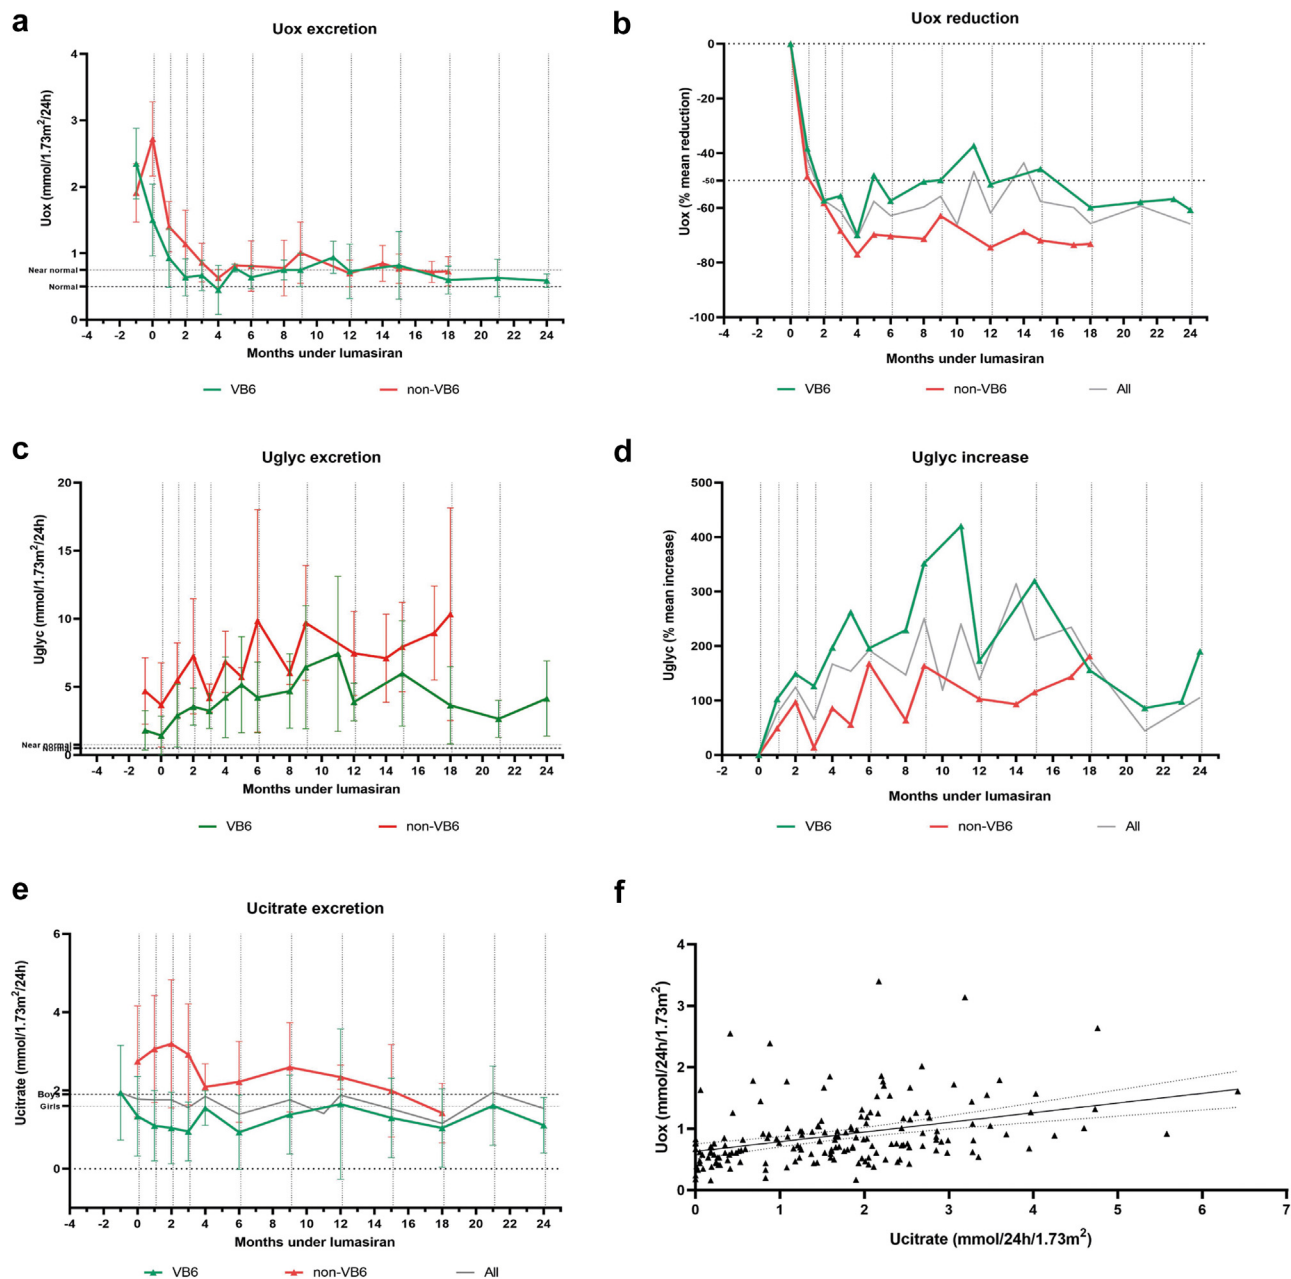 a
Uox excretion
Uox (mmol/1.73m²/24h)
4
3
2
1
Near normal
Normal
0
-4 -2 0 2 4 6 8 10 12 14 16 18 20 22 24
Months under lumasiran
VB6 non-VB6
b
Uox reduction
Uox (% mean reduction)
0
-20
-40
-50
-60
-80
-100
-4 -2 0 2 4 6 8 10 12 14 16 18 20 22 24
Months under lumasiran
VB6 non-VB6 All
c
Uglyc excretion
Uglyc (mmol/1.73m²/24h)
20
15
10
5
Near normal
0
-4 -2 0 2 4 6 8 10 12 14 16 18 20 22 24
Months under lumasiran
VB6 non-VB6
d
Uglyc increase
Uglyc (% mean increase)
500
400
300
200
100
0
-2 0 2 4 6 8 10 12 14 16 18 20 22 24
Months under lumasiran
VB6 non-VB6 All
e
Ucitrate excretion
Ucitrate (mmol/1.73m²/24h)
6
4
2
Boys
Girls
0
-4 -2 0 2 4 6 8 10 12 14 16 18 20 22 24
Months under lumasiran
VB6 non-VB6 All
f
Uox (mmol/24h/1.73m²)
4
3
2
1
0
0 1 2 3 4 5 6 7
Ucitrate (mmol/24h/1.73m²)